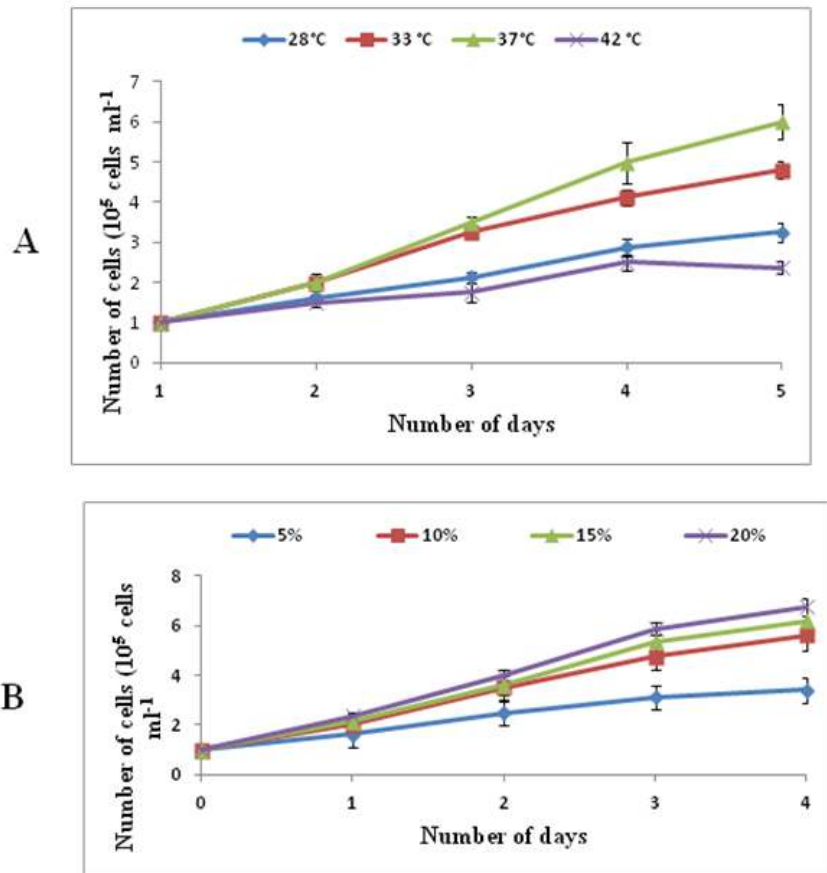 28°C 33 °C 37°C 42 °C
7
6
5
4
3
2
1
0
Number of cells (10⁵ cells ml⁻¹
1 2 3 4 5
Number of days
A
5% 10% 15% 20%
8
6
4
2
0
Number of cells (10⁵ cells
ml⁻¹
0 1 2 3 4
Number of days
B